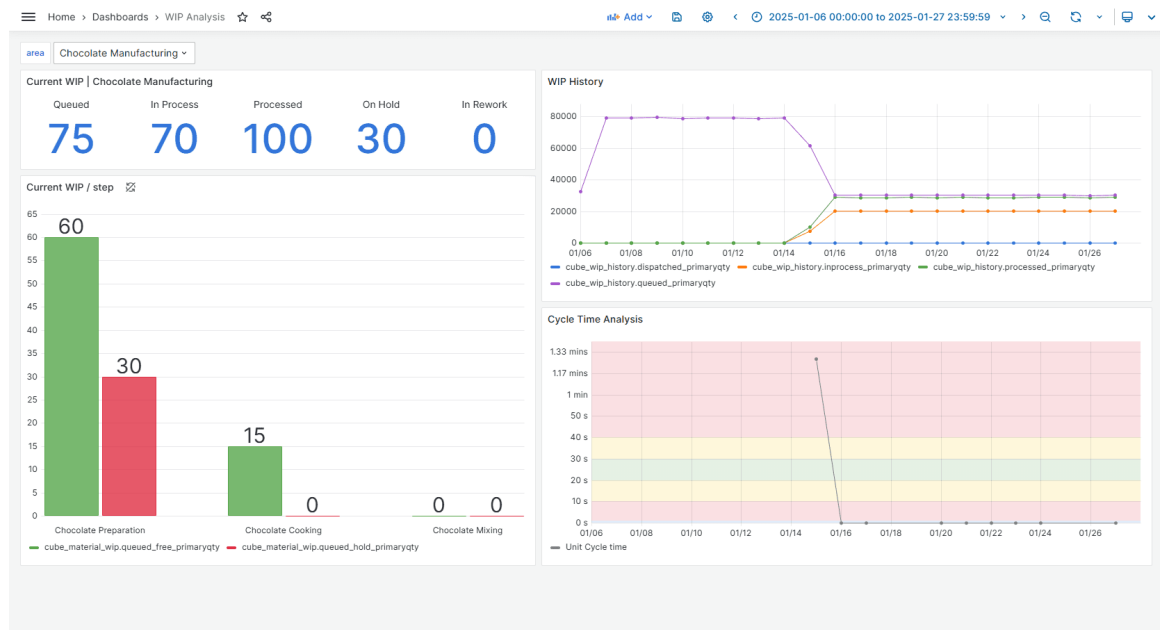 Home › Dashboards › WIP Analysis
Add
2025-01-06 00:00:00 to 2025-01-27 23:59:59
area
Chocolate Manufacturing
Current WIP | Chocolate Manufacturing
Queued In Process Processed On Hold In Rework
75 70 100 30 0
Current WIP / step
65
60
55
50
45
40
35
30
25
20
15
10
5
0
60
30
15
0
0
0
Chocolate Preparation Chocolate Cooking Chocolate Mixing
cube_material_wip.queued_free_primaryqty cube_material_wip.queued_hold_primaryqty
WIP History
80000
60000
40000
20000
0
01/06 01/08 01/10 01/12 01/14 01/16 01/18 01/20 01/22 01/24 01/26
cube_wip_history.dispatched_primaryqty cube_wip_history.inprocess_primaryqty cube_wip_history.processed_primaryqty
cube_wip_history.queued_primaryqty
Cycle Time Analysis
1.33 mins
1.17 mins
1 min
50 s
40 s
30 s
20 s
10 s
0 s
01/06 01/08 01/10 01/12 01/14 01/16 01/18 01/20 01/22 01/24 01/26
Unit Cycle time